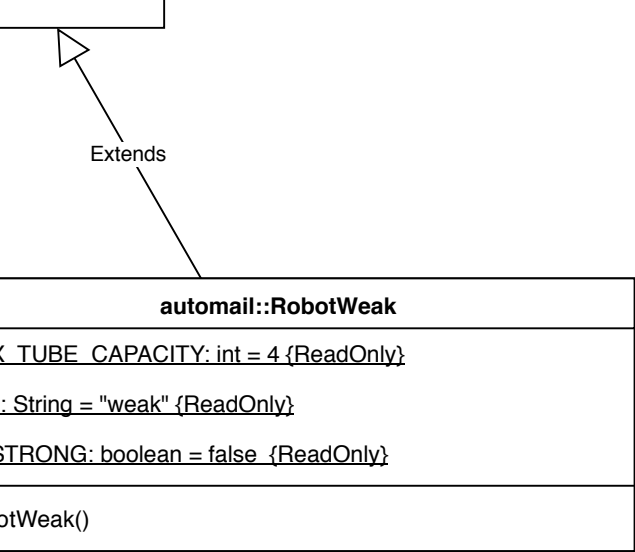 Extends
automail::RobotWeak
X_TUBE_CAPACITY: int = 4 {ReadOnly}
: String = "weak" {ReadOnly}
STRONG: boolean = false {ReadOnly}
otWeak()